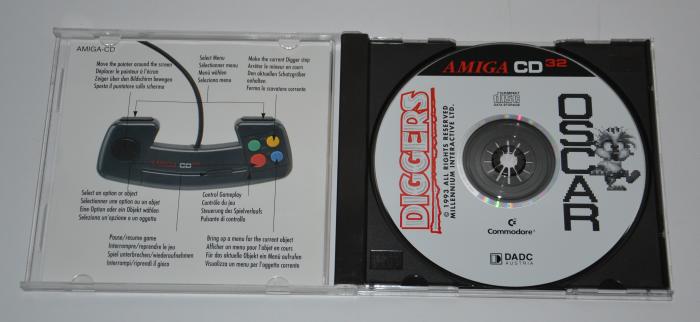 AMIGA-CD
Move the pointer around the screen
Déplacer le pointeur à l'écran
Zeiger über den Bildschirm bewegen
Sposta il puntatore sullo schermo
Select Menu
Sélectionner menu
Menü wählen
Seleziona menu
Make the current Digger stop
Arrêter le mineur en cours
Den aktuellen Schatzgräber
anhalten.
Ferma lo scavatore corrente
AMIGA CD32
Select an option or object
Sélectionner une option ou un objet
Eine Option oder ein Objekt wählen
Seleziona un'opzione o un oggetto
Control Gameplay
Contrôle du jeu
Steuerung des Spielverlaufs
Pulsante di controllo
Pause/resume game
Interrompre/reprendre le jeu
Spiel unterbrechen/wiederaufnehmen
Interrompi/riprendi il gioco
Bring up a menu for the current object
Afficher un menu pour l'objet en cours
Für das aktuelle Objekt ein Menü aufrufen
Visualizza un menu per l'oggetto corrente
AMIGA CD32
COMPACT
disc
DATA STORAGE
DIGGERS
© 1993 ALL RIGHTS RESERVED
MILLENNIUM INTERACTIVE LTD.
OSCAR
Commodore
DADC
AUSTRIA